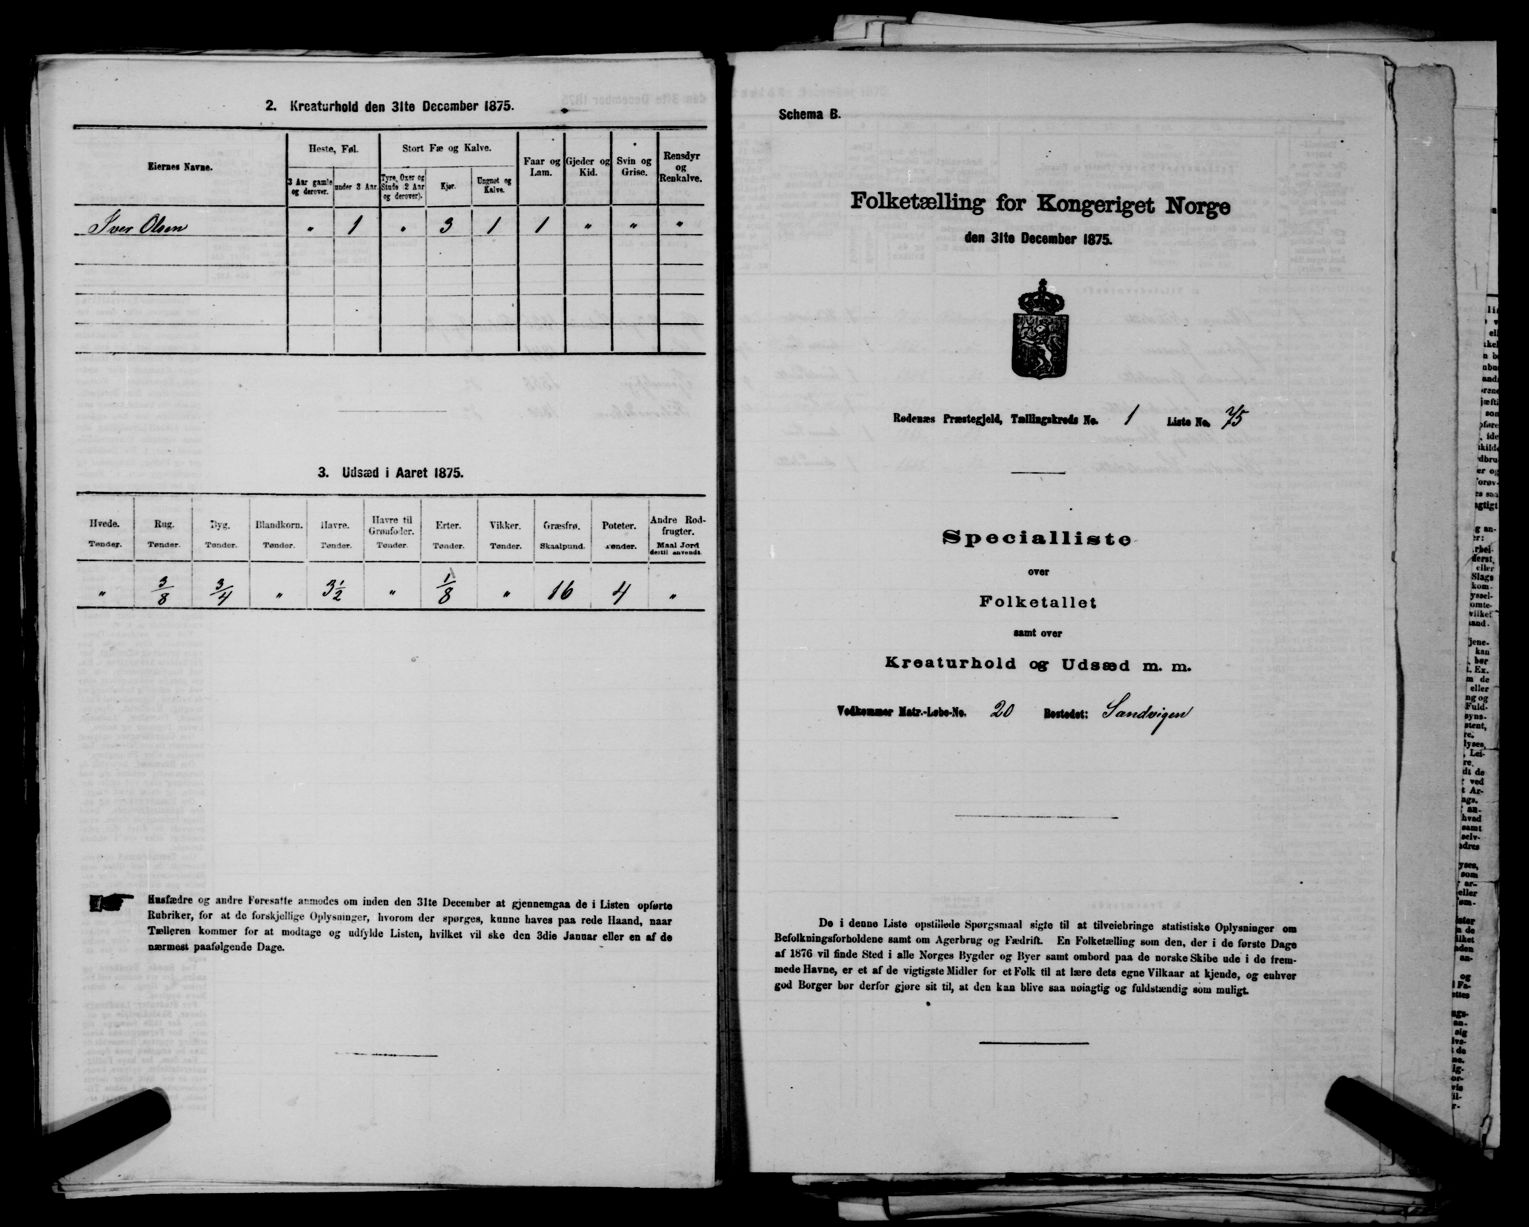 2. Kreaturhold den 31te December 1875.
Eiernes Navne.
Heste, Føl.
Stort Fæ og Kalve.
Faar og Lam.
Gjeder og Kid.
Svin og Grise.
Rensdyr og Renkalve.
3 Aar gamle og derover.
under 3 Aar.
Tyre, Oxer og Stude (2 Aar og derover).
Kjør.
Ungnøt og Kalve.
Iver Olsen " 1 " 3 1 1 " " "
3. Udsæd i Aaret 1875.
Hvede. Rug. Byg. Blandkorn. Havre. Havre til Grønfoder. Erter. Vikker. Græsfrø. Poteter. Andre Rodfrugter.
Tønder. Tønder. Tønder. Tønder. Tønder. Tønder. Tønder. Tønder. Skaalpund. Tønder. Maal Jord dertil anvendt.
" 3/8 3/4 " 3 1/2 " 1/8 " 16 4 "
Husfædre og andre Foresatte anmodes om inden den 31te December at gjennemgaa de i Listen opførte
Rubriker, for at de forskjellige Oplysninger, hvorom der spørges, kunne haves paa rede Haand, naar
Tælleren kommer for at modtage og udfylde Listen, hvilket vil ske den 3die Januar eller en af de
nærmest paafølgende Dage.
Schema B.
Folketælling for Kongeriget Norge
den 31te December 1875.
Rødenæs Præstegjeld, Tællingskreds No. 1 Liste No. 75
Specialliste
over
Folketallet
samt over
Kreaturhold og Udsæd m. m.
Vedkommer Matr.-Løbe-No. 20 Bostedet: Sandvigen
De i denne Liste opstillede Spørgsmaal sigte til at tilveiebringe statistiske Oplysninger om
Befolkningsforholdene samt om Agerbrug og Fædrift. En Folketælling som den, der i de første Dage
af 1876 vil finde Sted i alle Norges Bygder og Byer samt ombord paa de norske Skibe ude i de frem-
mede Havne, er et af de vigtigste Midler for et Folk til at lære dets egne Vilkaar at kjende, og enhver
god Borger bør derfor gjøre sit til, at den kan blive saa nøiagtig og fuldstændig som muligt.